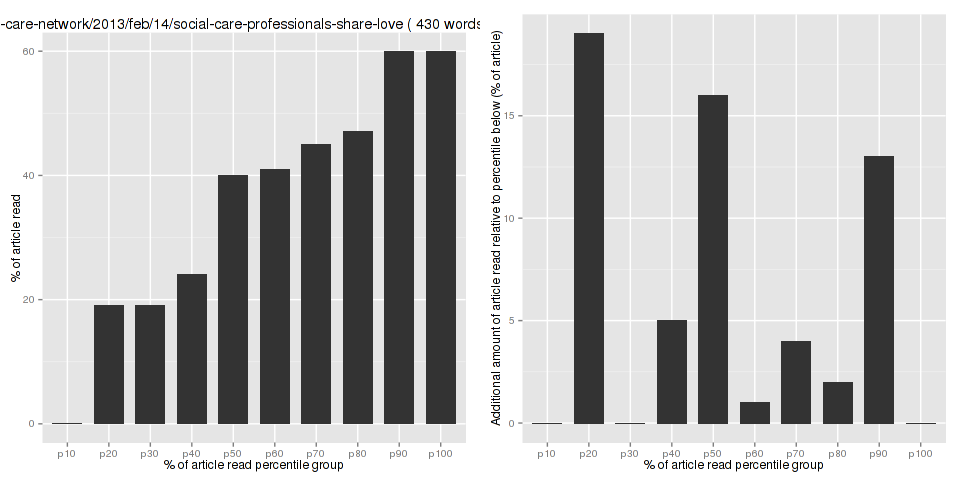 -care-network/2013/feb/14/social-care-professionals-share-love ( 430 words
% of article read
60
40
20
0
p10 p20 p30 p40 p50 p60 p70 p80 p90 p100
% of article read percentile group
Additional amount of article read relative to percentile below (% of article)
15
10
5
0
p10 p20 p30 p40 p50 p60 p70 p80 p90 p100
% of article read percentile group